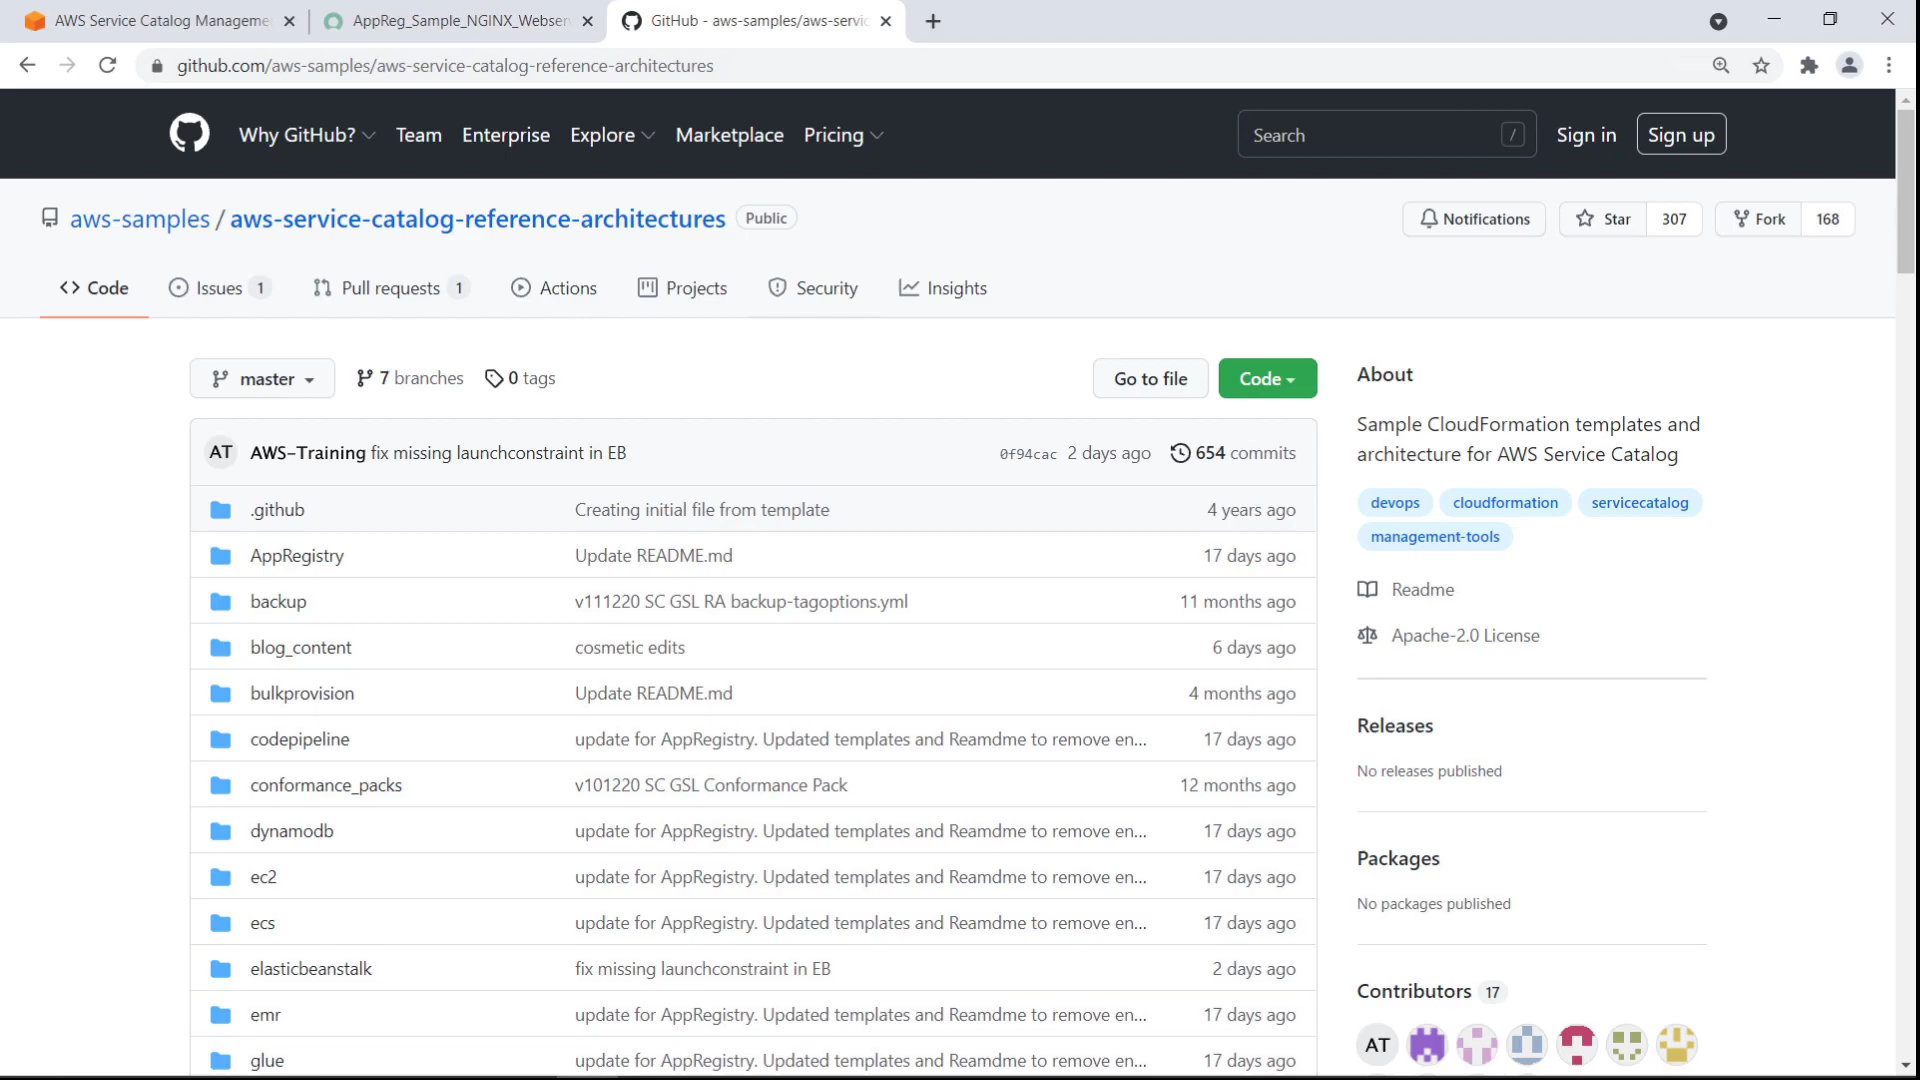 AWS Service Catalog Manageme
AppReg_Sample_NGINX_Webser
GitHub - aws-samples/aws-servic
github.com/aws-samples/aws-service-catalog-reference-architectures
Why GitHub? Team Enterprise Explore Marketplace Pricing
Search /
Sign in Sign up
aws-samples / aws-service-catalog-reference-architectures Public
Notifications Star 307 Fork 168
Code Issues 1 Pull requests 1 Actions Projects Security Insights
master 7 branches 0 tags
Go to file Code
AT AWS-Training fix missing launchconstraint in EB 0f94cac 2 days ago 654 commits
.github Creating initial file from template 4 years ago
AppRegistry Update README.md 17 days ago
backup v111220 SC GSL RA backup-tagoptions.yml 11 months ago
blog_content cosmetic edits 6 days ago
bulkprovision Update README.md 4 months ago
codepipeline update for AppRegistry. Updated templates and Reamdme to remove en... 17 days ago
conformance_packs v101220 SC GSL Conformance Pack 12 months ago
dynamodb update for AppRegistry. Updated templates and Reamdme to remove en... 17 days ago
ec2 update for AppRegistry. Updated templates and Reamdme to remove en... 17 days ago
ecs update for AppRegistry. Updated templates and Reamdme to remove en... 17 days ago
elasticbeanstalk fix missing launchconstraint in EB 2 days ago
emr update for AppRegistry. Updated templates and Reamdme to remove en... 17 days ago
glue update for AppRegistry. Updated templates and Reamdme to remove en... 17 days ago
About
Sample CloudFormation templates and
architecture for AWS Service Catalog
devops cloudformation servicecatalog
management-tools
Readme
Apache-2.0 License
Releases
No releases published
Packages
No packages published
Contributors 17
AT